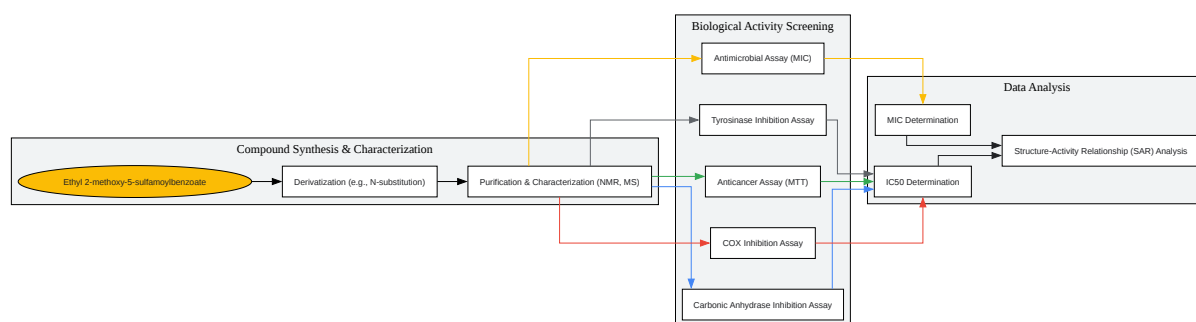 Compound Synthesis & Characterization
Ethyl 2-methoxy-5-sulfamoylbenzoate
Derivatization (e.g., N-substitution)
Purification & Characterization (NMR, MS)
Biological Activity Screening
Antimicrobial Assay (MIC)
Tyrosinase Inhibition Assay
Anticancer Assay (MTT)
COX Inhibition Assay
Carbonic Anhydrase Inhibition Assay
Data Analysis
MIC Determination
IC50 Determination
Structure-Activity Relationship (SAR) Analysis